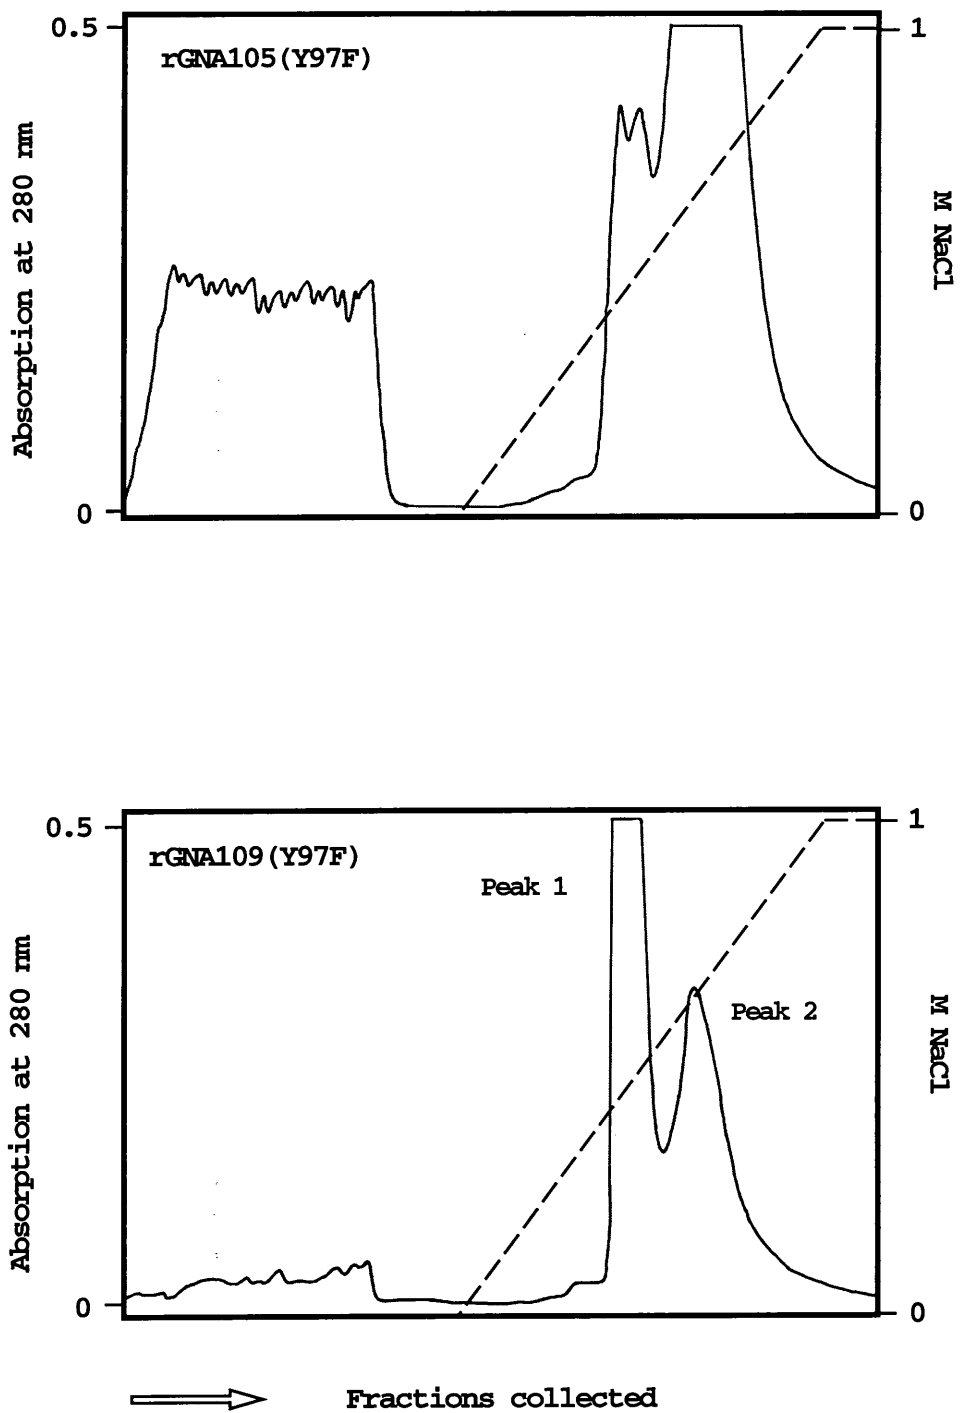 0.5
1
rGNA105(Y97F)
Absorption at 280 nm
M NaCl
0
0
0.5
1
rGNA109(Y97F)
Peak 1
Absorption at 280 nm
M NaCl
Peak 2
0
0
Fractions collected